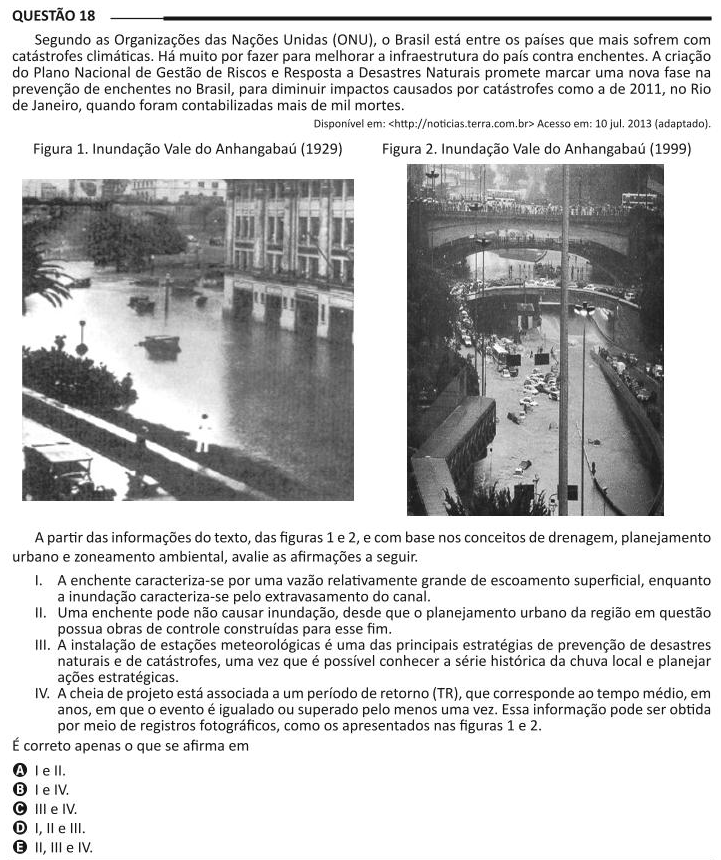 QUESTÃO 18
Segundo as Organizações das Nações Unidas (ONU), o Brasil está entre os países que mais sofrem com
catástrofes climáticas. Há muito por fazer para melhorar a infraestrutura do país contra enchentes. A criação
do Plano Nacional de Gestão de Riscos e Resposta a Desastres Naturais promete marcar uma nova fase na
prevenção de enchentes no Brasil, para diminuir impactos causados por catástrofes como a de 2011, no Rio
de Janeiro, quando foram contabilizadas mais de mil mortes.
Disponível em: <http://noticias.terra.com.br> Acesso em: 10 jul. 2013 (adaptado).
Figura 1. Inundação Vale do Anhangabaú (1929)
Figura 2. Inundação Vale do Anhangabaú (1999)
A partir das informações do texto, das figuras 1 e 2, e com base nos conceitos de drenagem, planejamento
urbano e zoneamento ambiental, avalie as afirmações a seguir.
I. A enchente caracteriza-se por uma vazão relativamente grande de escoamento superficial, enquanto
a inundação caracteriza-se pelo extravasamento do canal.
II. Uma enchente pode não causar inundação, desde que o planejamento urbano da região em questão
possua obras de controle construídas para esse fim.
III. A instalação de estações meteorológicas é uma das principais estratégias de prevenção de desastres
naturais e de catástrofes, uma vez que é possível conhecer a série histórica da chuva local e planejar
ações estratégicas.
IV. A cheia de projeto está associada a um período de retorno (TR), que corresponde ao tempo médio, em
anos, em que o evento é igualado ou superado pelo menos uma vez. Essa informação pode ser obtida
por meio de registros fotográficos, como os apresentados nas figuras 1 e 2.
É correto apenas o que se afirma em
A I e II.
B I e IV.
C III e IV.
D I, II e III.
E II, III e IV.